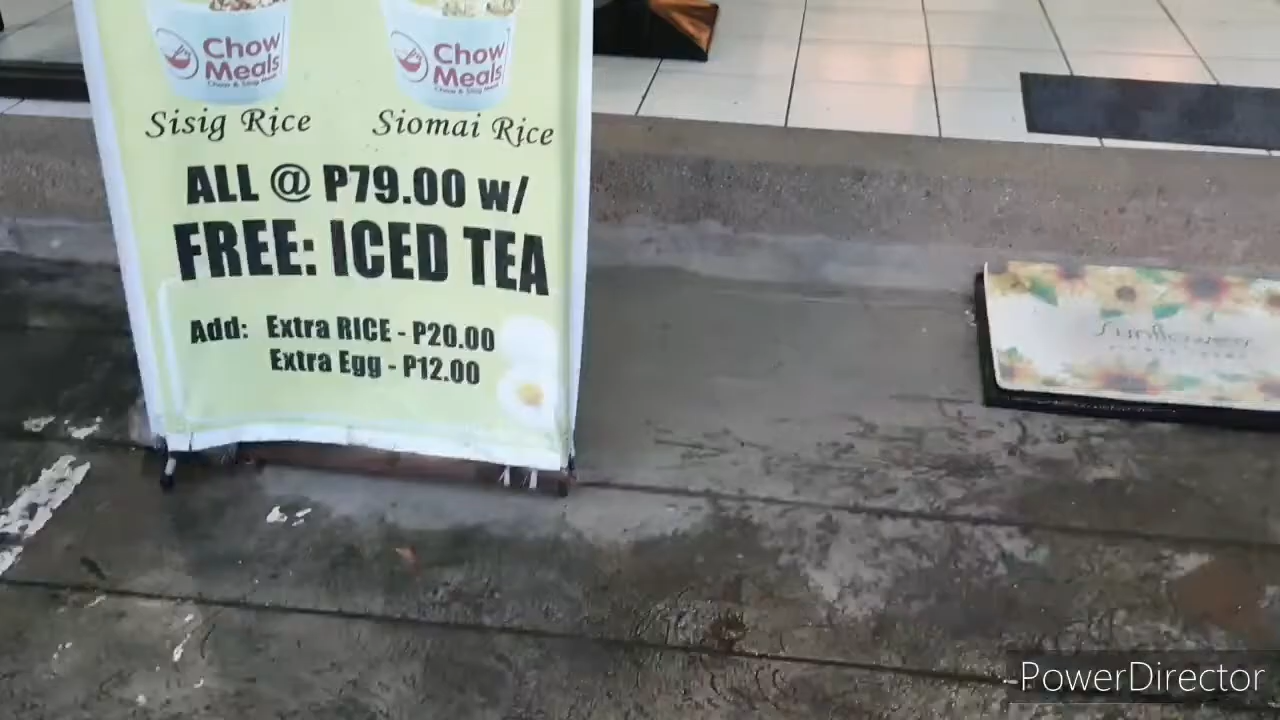 Chow
Meals
Chow
Meals
Sisig Rice
Siomai Rice
ALL @ P79.00 w/
FREE: ICED TEA
Add: Extra RICE - P20.00
Extra Egg - P12.00
PowerDirector